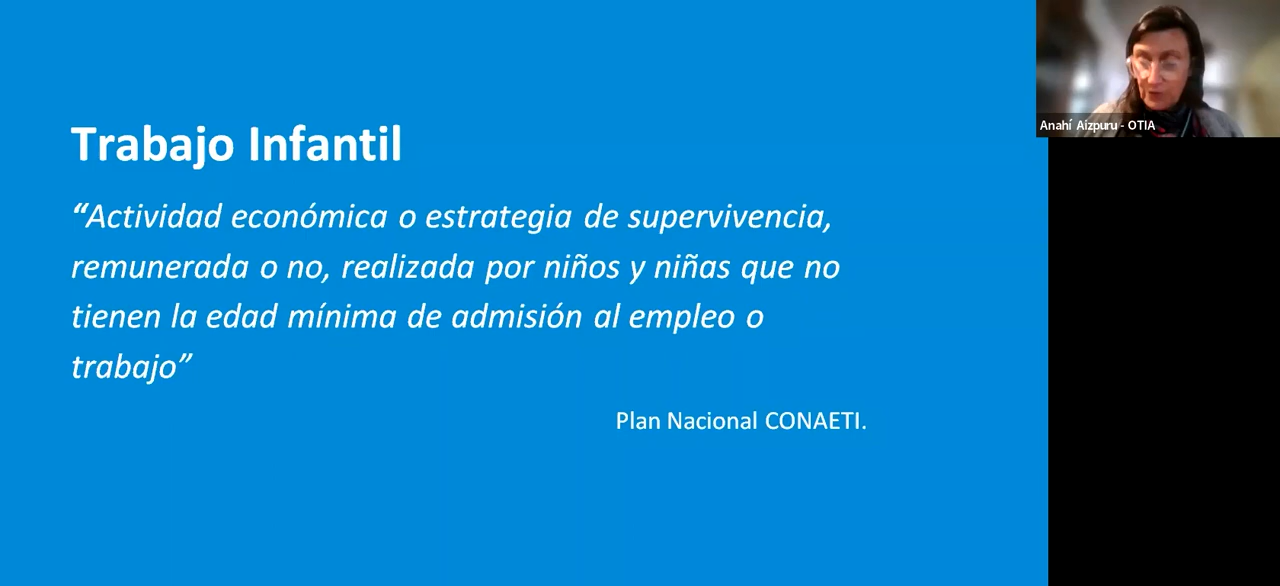 Trabajo Infantil
“Actividad económica o estrategia de supervivencia,
remunerada o no, realizada por niños y niñas que no
tienen la edad mínima de admisión al empleo o
trabajo”
Plan Nacional CONAETI.
Anahí Aizpuru - OTIA